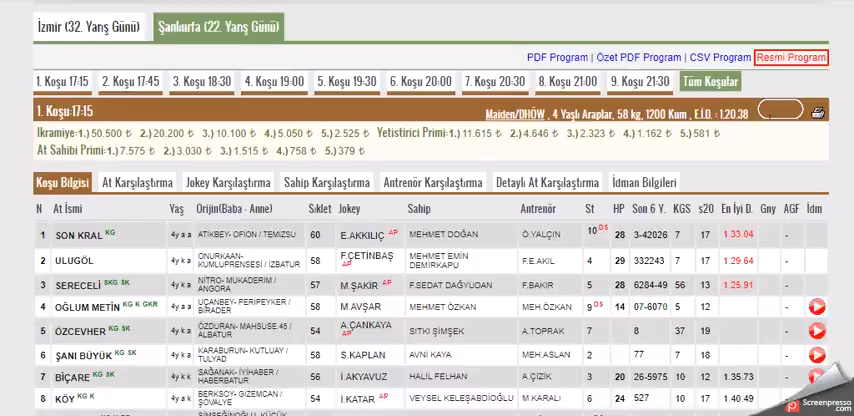 İzmir (32. Yarış Günü) Şanlıurfa (22. Yarış Günü)
PDF Program | Özet PDF Program | CSV Program Resmi Program
1. Koşu 17:15 2. Koşu 17:45 3. Koşu 18:30 4. Koşu 19:00 5. Koşu 19:30 6. Koşu 20:00 7. Koşu 20:30 8. Koşu 21:00 9. Koşu 21:30 Tüm Koşular
1. Koşu:17:15 Maiden/DHÖW , 4 Yaşlı Araplar, 58 kg, 1200 Kum , E.İ.D. : 1.20.38
İkramiye:1.) 50.500 ₺ 2.) 20.200 ₺ 3.) 10.100 ₺ 4.) 5.050 ₺ 5.) 2.525 ₺ Yetistirici Primi:1.) 11.615 ₺ 2.) 4.646 ₺ 3.) 2.323 ₺ 4.) 1.162 ₺ 5.) 581 ₺
At Sahibi Primi:1.) 7.575 ₺ 2.) 3.030 ₺ 3.) 1.515 ₺ 4.) 758 ₺ 5.) 379 ₺
Koşu Bilgisi At Karşılaştırma Jokey Karşılaştırma Sahip Karşılaştırma Antrenör Karşılaştırma Detaylı At Karşılaştırma İdman Bilgileri
N At İsmi Yaş Orijin(Baba - Anne) Sıklet Jokey Sahip Antrenör St HP Son 6 Y. KGS s20 En İyi D. Gny AGF İdm
1 SON KRAL KG 4y a a ATİKBEY- OFİON / TEMİZSU 60 E.AKKILIÇ AP MEHMET DOĞAN Ö.YALÇIN 10 DS 28 3-42026 7 17 1.33.04 -
2 ULUGÖL 4y k a ONURKAAN- KUMLUPRENSESİ / İZBATUR 58 F.ÇETİNBAŞ AP MEHMET EMİN DEMİRKAPU F.E.AKIL 4 29 332243 7 17 1.29.64 -
3 SERECELİ SKG SK 4y k a NİTRO- MUKADERİM / ANGORA 57 M.ŞAKİR AP F.SEDAT DAĞYUDAN F.BAKIR 5 28 6284-49 56 13 1.25.91 -
4 OĞLUM METİN KG K GKR 4y a a UÇANBEY- PERİPEYKER / BİRADER 58 M.AVŞAR MEHMET ÖZKAN MEH.ÖZKAN 9 DS 14 07-6070 5 12 -
5 ÖZCEVHER KG SK 4y k a ÖZDURAN- MAHSUSE.45 / ALBATUR 54 A.ÇANKAYA AP SITKI ŞİMŞEK A.TOPRAK 7 8 37 19 -
6 ŞANI BÜYÜK KG SK 4y k a KARABURUN- KUTLUAY / TULYAD 58 S.KAPLAN AVNİ KAYA MEH.ASLAN 2 77 7 18 -
7 BİÇARE KG SK 4y k k SAĞANAK- İYİHABER / HABERBATUR 56 İ.AKYAVUZ HALİL FELHAN A.ÇİZİK 3 20 26-5975 10 12 1.35.73 -
8 KÖY KG K 4y k a BERKSOY- GİZEMCAN / ŞÖVALYE 54 İ.KATAR AP VEYSEL KELEŞABDİOĞLU M.KARALI 6 24 527 10 17 1.40.49 -
Screenpresso
.com